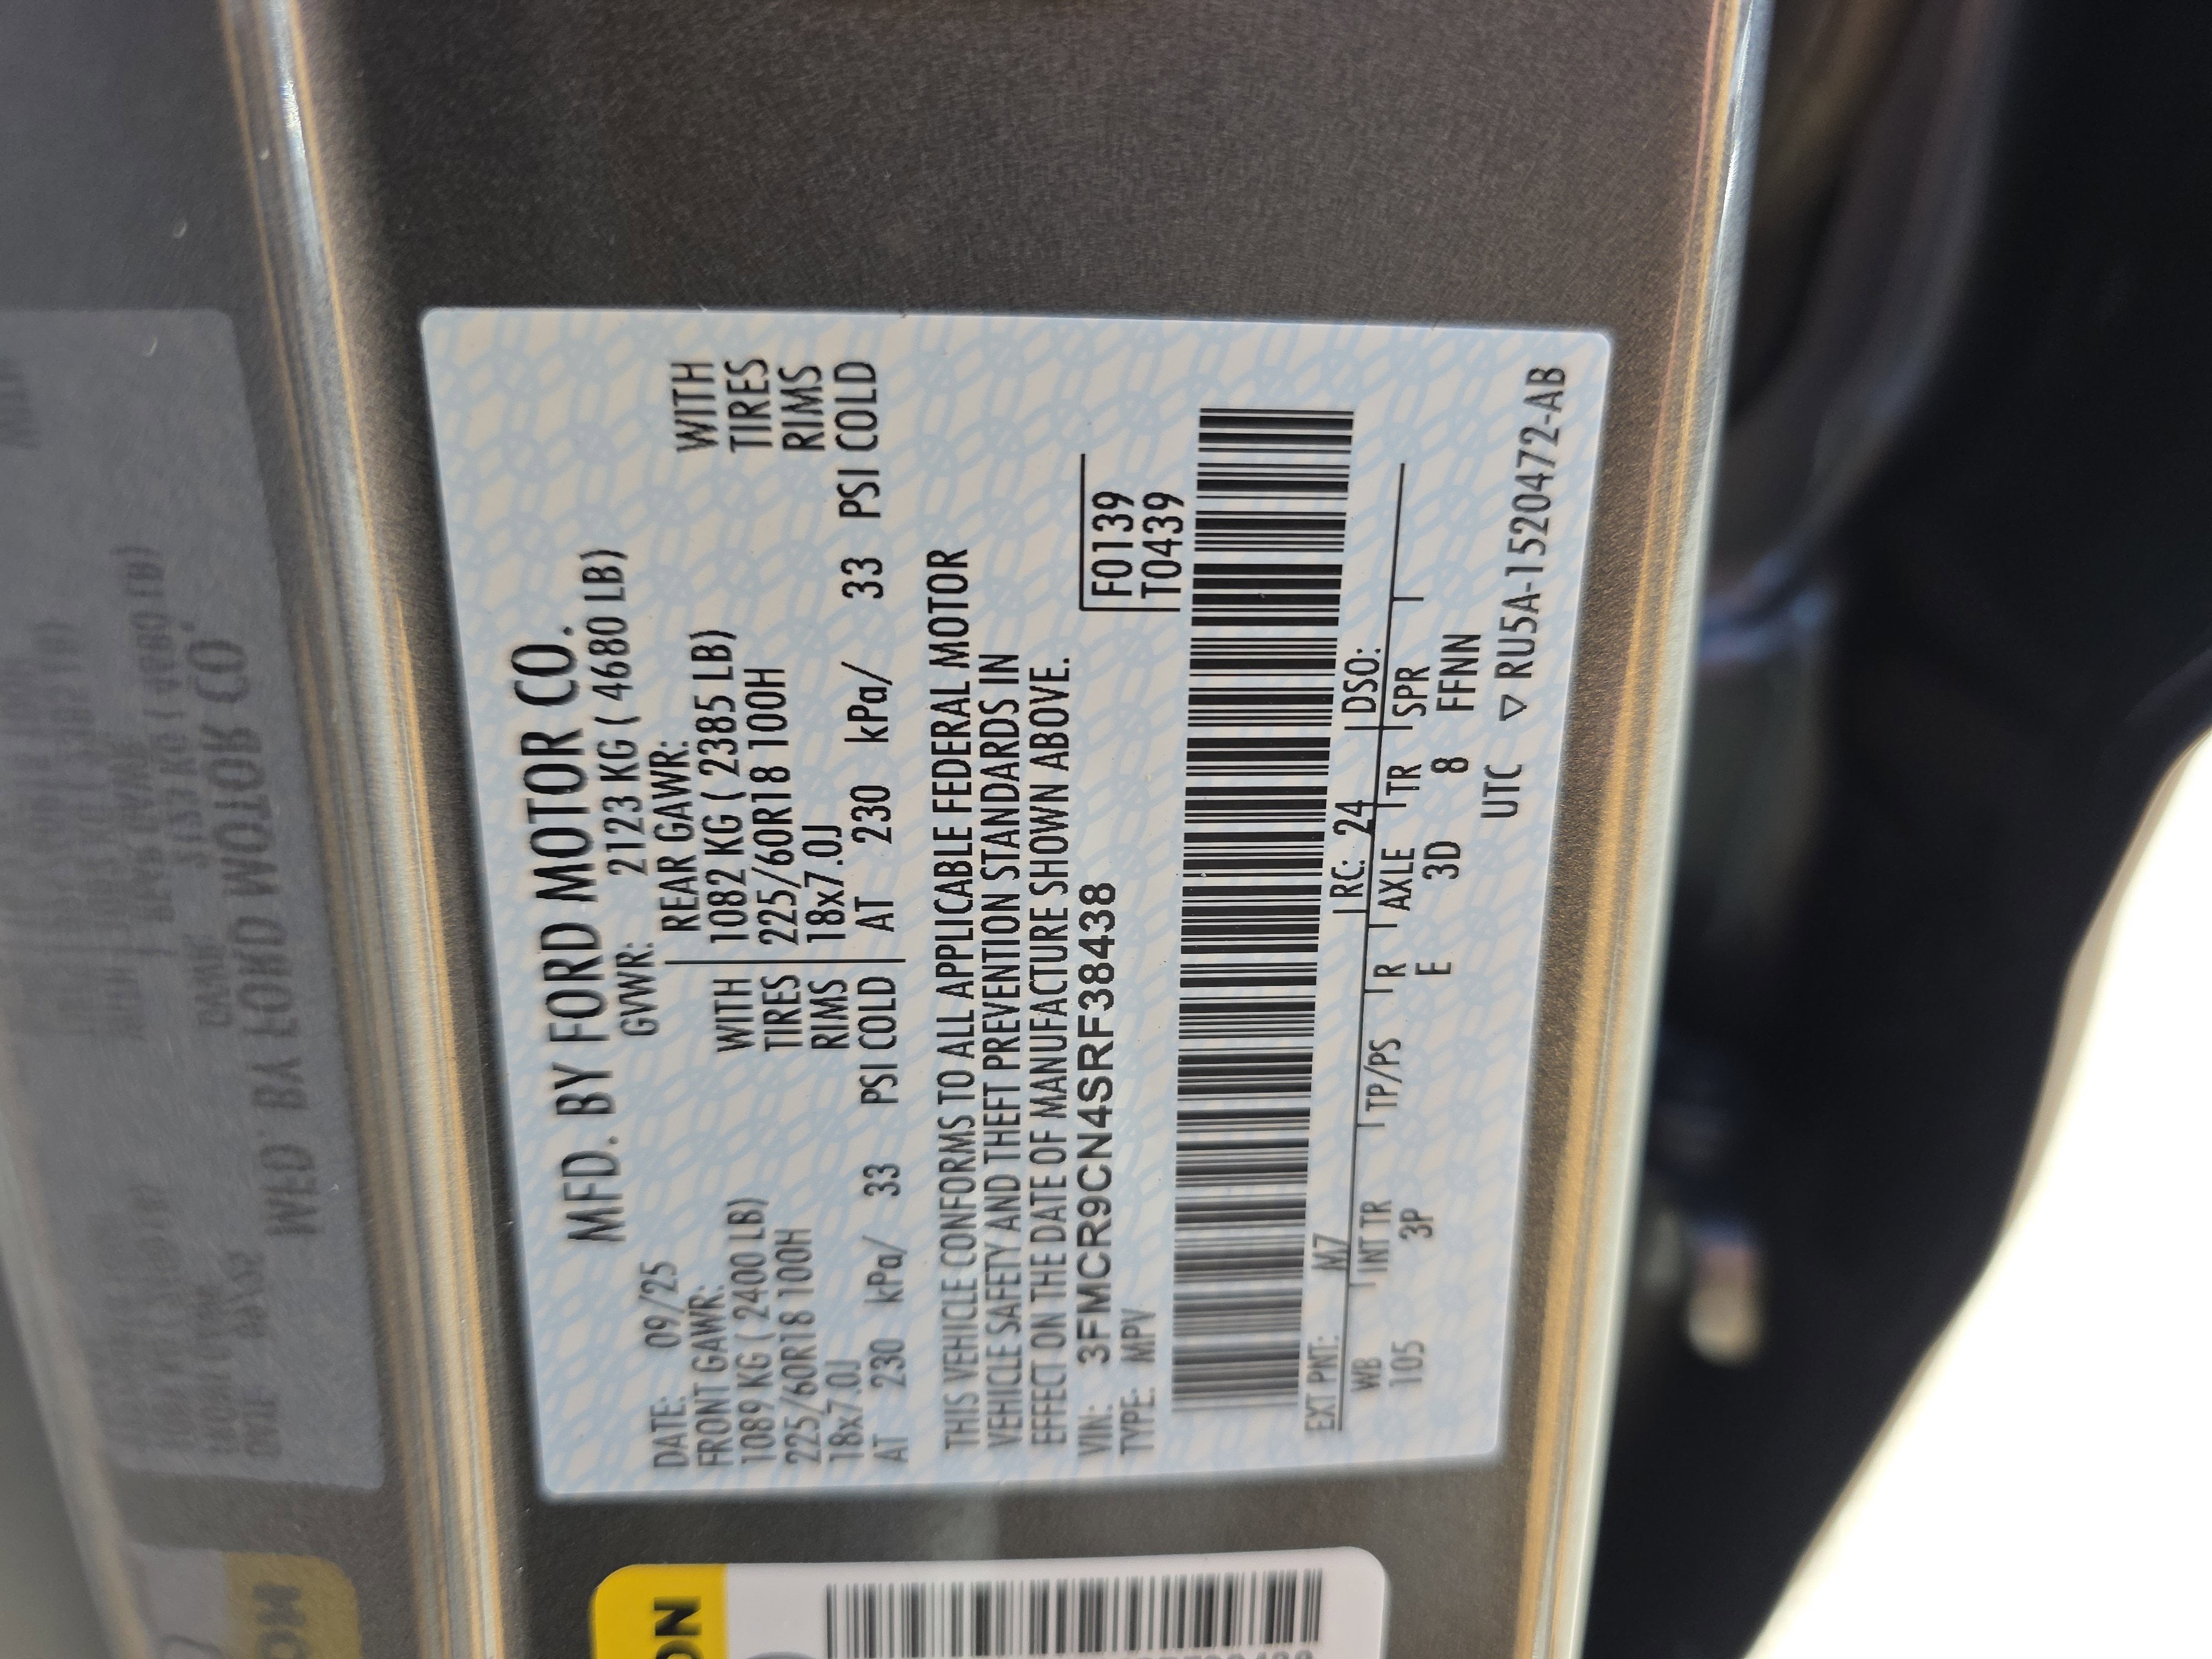 MFD. BY FORD MOTOR CO.
DATE: 09/25 GVWR: 2123 KG ( 4680 LB)
FRONT GAWR: REAR GAWR:
1089 KG ( 2400 LB) WITH 1082 KG ( 2385 LB) WITH
225/60R18 100H TIRES 225/60R18 100H TIRES
18x7.0J RIMS 18x7.0J RIMS
AT 230 kPa/ 33 PSI COLD AT 230 kPa/ 33 PSI COLD
THIS VEHICLE CONFORMS TO ALL APPLICABLE FEDERAL MOTOR
VEHICLE SAFETY AND THEFT PREVENTION STANDARDS IN
EFFECT ON THE DATE OF MANUFACTURE SHOWN ABOVE.
VIN: 3FMCR9CN4SRF38438 F0139
TYPE: MPV T0439
EXT PNT: M7 RC: 24 DSO:
WB INT TR TP/PS R AXLE TR SPR
105 3P E 3D 8 FFNN
UTC ▽ RU5A-1520472-AB